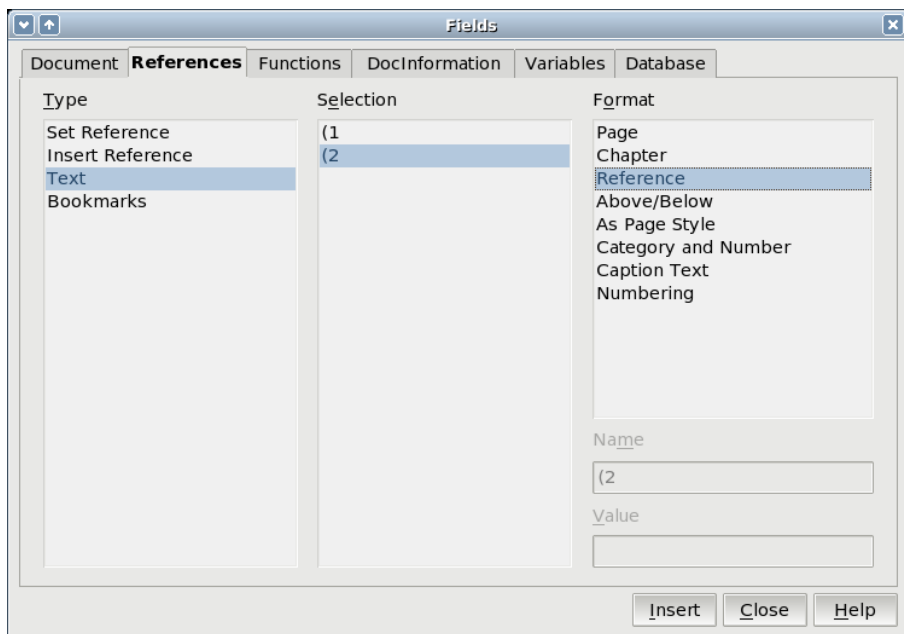 Fields
Document References Functions DocInformation Variables Database
Type
Set Reference
Insert Reference
Text
Bookmarks
Selection
(1
(2
Format
Page
Chapter
Reference
Above/Below
As Page Style
Category and Number
Caption Text
Numbering
Name
(2
Value
Insert Close Help